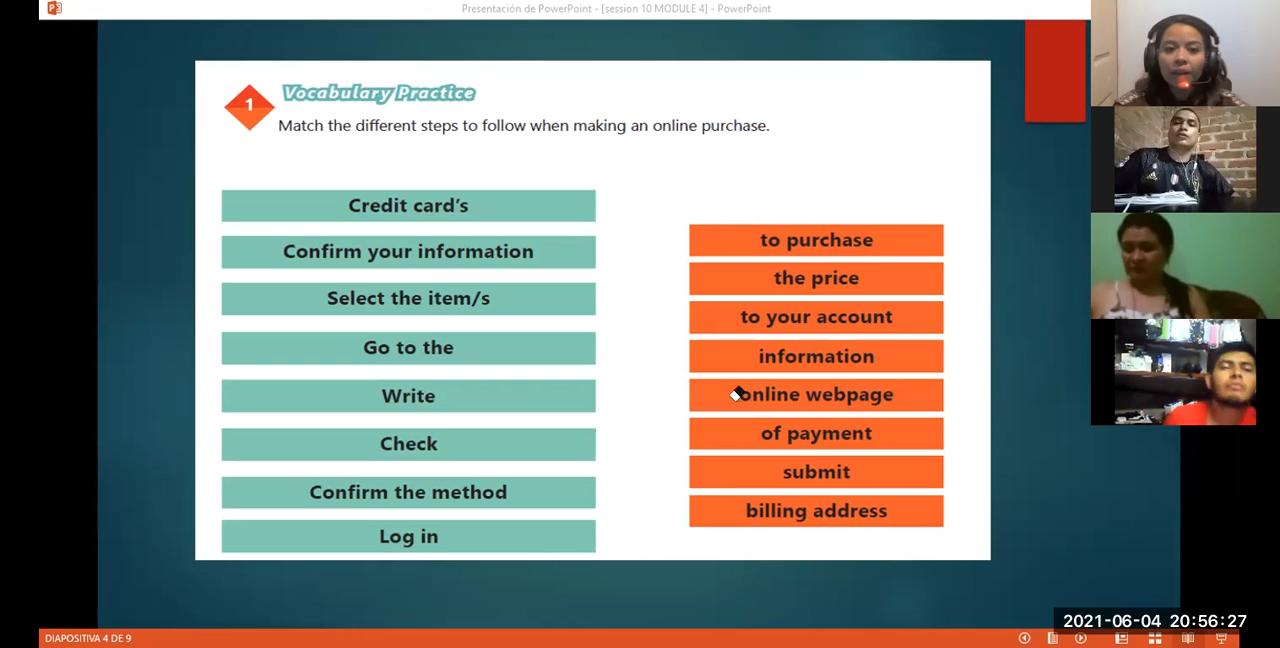 Presentación de PowerPoint - [session 10 MODULE 4] - PowerPoint
1
Vocabulary Practice
Match the different steps to follow when making an online purchase.
Credit card's
Confirm your information
Select the item/s
Go to the
Write
Check
Confirm the method
Log in
to purchase
the price
to your account
information
online webpage
of payment
submit
billing address
2021-06-04 20:56:27
DIAPOSITIVA 4 DE 9